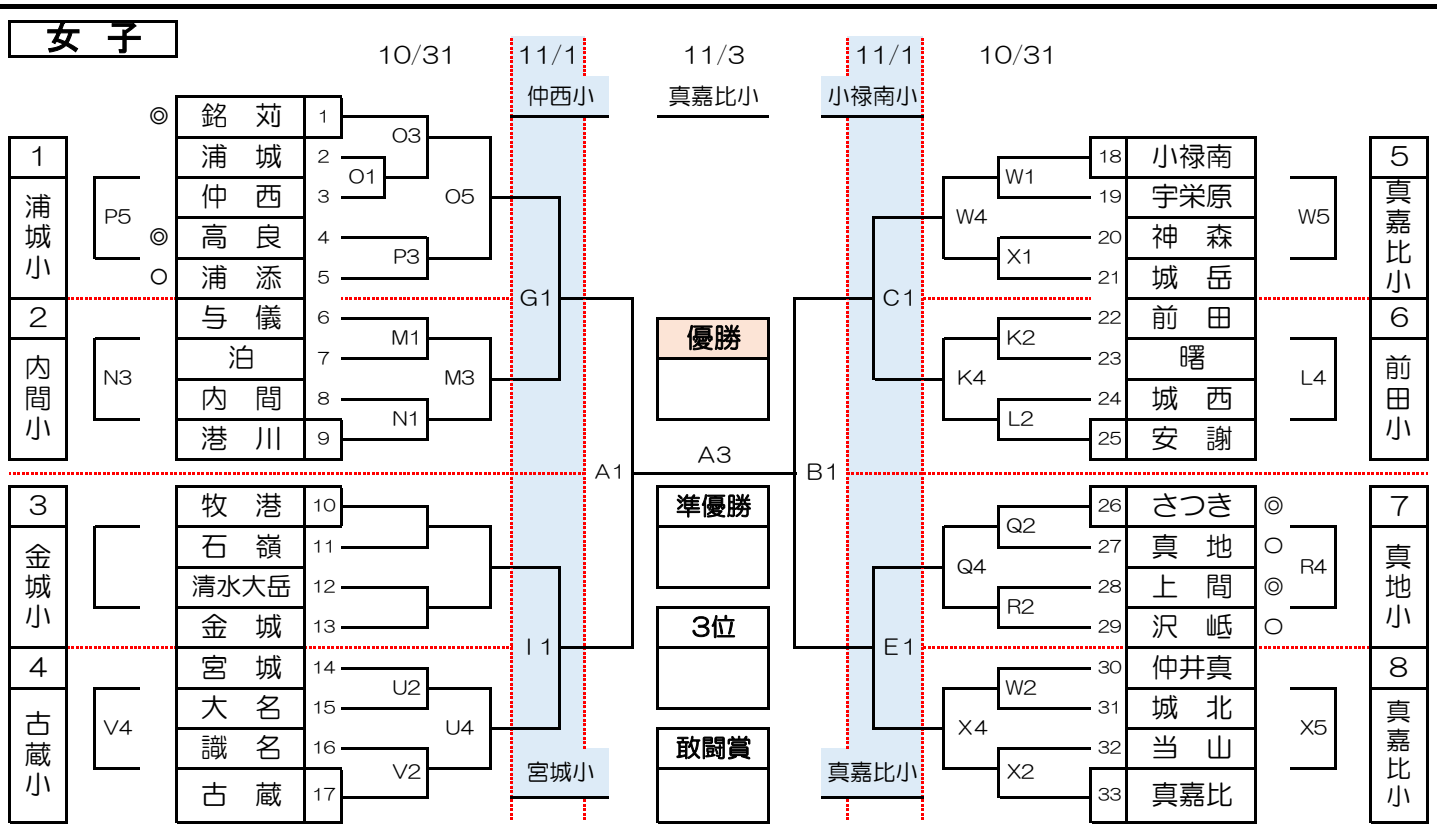 女 子
10/31 11/1 11/3 11/1 10/31
仲西小 真嘉比小 小禄南小
◎ 銘 苅 1
O3
1 浦 城 2
O1
浦城小 P5 仲 西 3 O5
◎ 高 良 4
P3
○ 浦 添 5
G1
2 与 儀 6
M1
内間小 N3 泊 7 M3
内 間 8
N1
港 川 9
A1 A3 B1
3 牧 港 10
金城小 石 嶺 11
清水大岳 12
金 城 13
I1
4 宮 城 14
U2
古蔵小 V4 大 名 15 U4
識 名 16
V2
古 蔵 17
宮城小
優勝
準優勝
3位
敢闘賞
18 小禄南 5
W1
19 宇栄原 真嘉比小
W4 W5
20 神 森
X1
21 城 岳
C1
22 前 田 6
K2
23 曙 前田小
K4 L4
24 城 西
L2
25 安 謝
26 さつき ◎ 7
Q2
27 真 地 ○ 真地小
Q4 R4
28 上 間 ◎
R2
29 沢 岻 ○
E1
30 仲井真 8
W2
31 城 北 真嘉比小
X4 X5
32 当 山
X2
33 真嘉比
真嘉比小